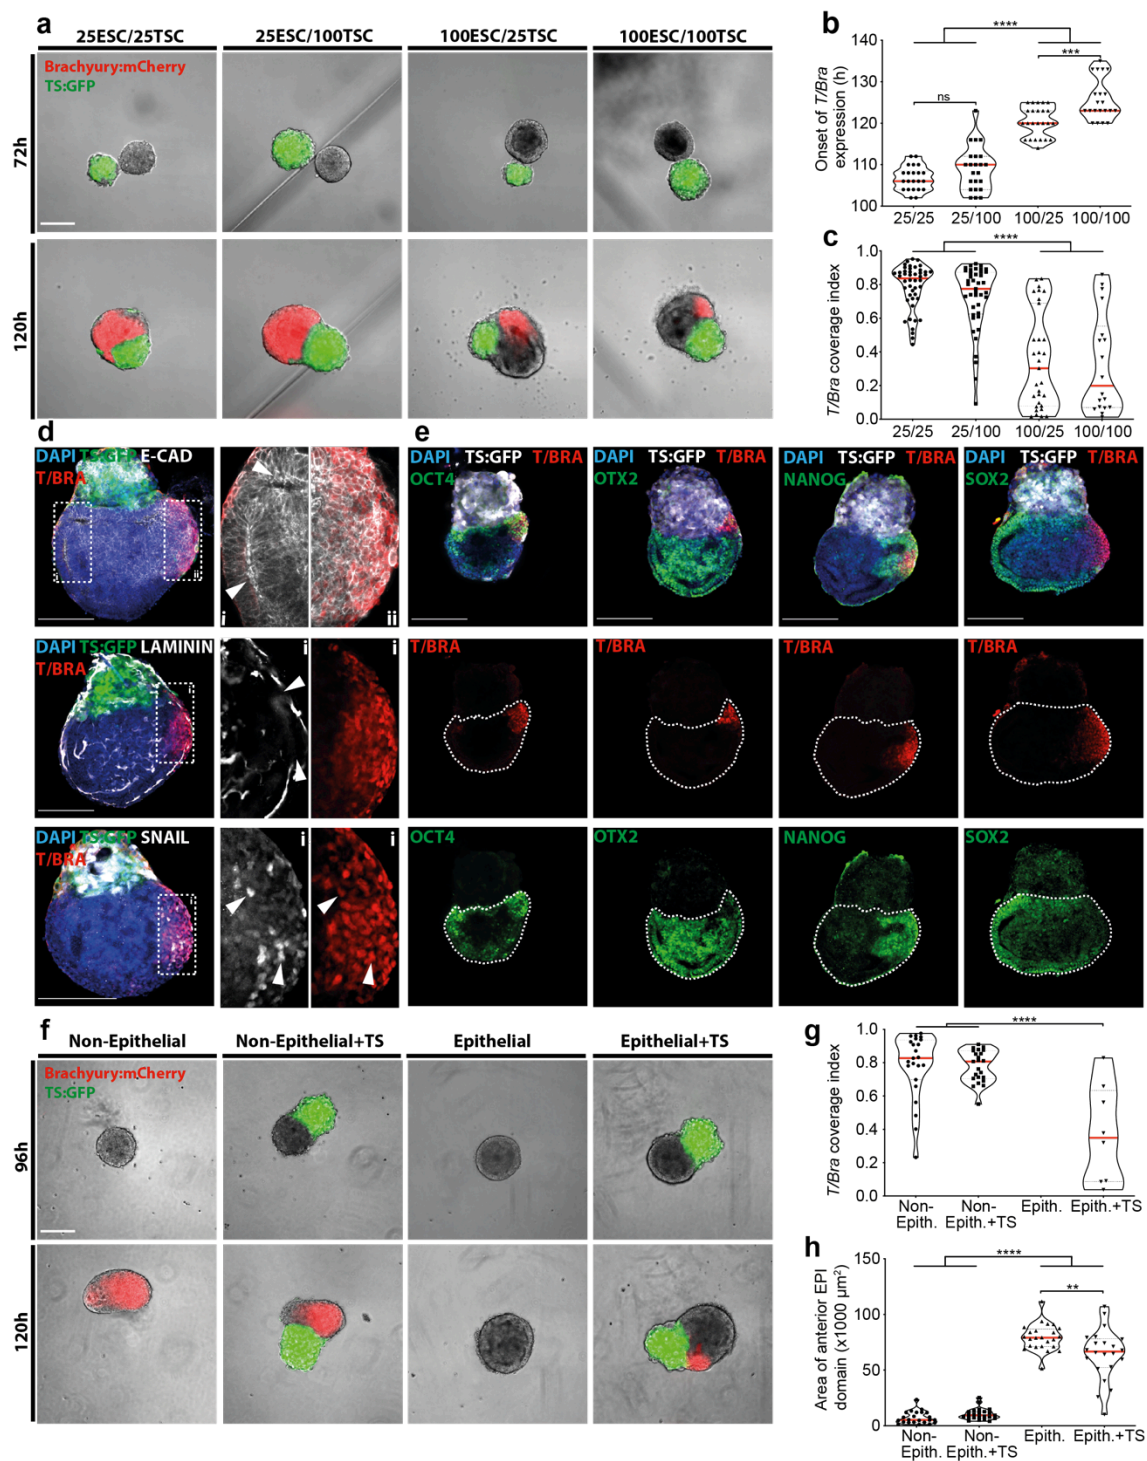 a
25ESC/25TSC
25ESC/100TSC
100ESC/25TSC
100ESC/100TSC
72h
Brachyury:mCherry
TS:GFP
120h
b
Onset of T/Bra
expression (h)
140
130
120
110
100
ns
****
***
25/25
25/100
100/25
100/100
c
T/Bra coverage index
1.0
0.8
0.6
0.4
0.2
0
****
25/25
25/100
100/25
100/100
d
DAPI TS:GFP E-CAD
T/BRA
i
ii
i
ii
DAPI TS:GFP LAMININ
T/BRA
i
i
i
DAPI TS:GFP SNAIL
T/BRA
i
i
i
e
DAPI TS:GFP T/BRA
OCT4
DAPI TS:GFP T/BRA
OTX2
DAPI TS:GFP T/BRA
NANOG
DAPI TS:GFP T/BRA
SOX2
T/BRA
T/BRA
T/BRA
T/BRA
OCT4
OTX2
NANOG
SOX2
f
Non-Epithelial
Non-Epithelial+TS
Epithelial
Epithelial+TS
96h
Brachyury:mCherry
TS:GFP
120h
g
T/Bra coverage index
1.0
0.8
0.6
0.4
0.2
0.0
****
Non-
Epith.
Non-
Epith.+TS
Epith.
Epith.+TS
h
Area of anterior EPI
domain (x1000 μm²)
150
100
50
0
****
**
Non-
Epith.
Non-
Epith.+TS
Epith.
Epith.+TS